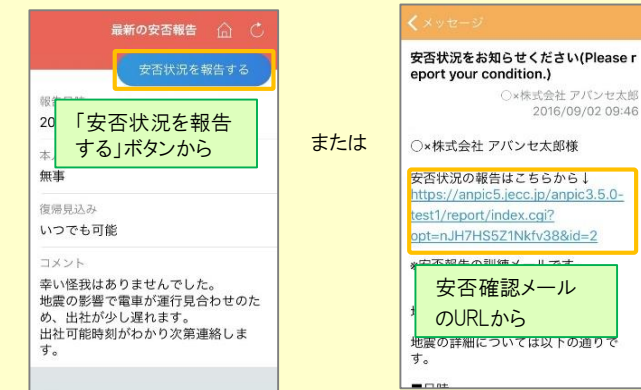 最新の安否報告
安否状況を報告する
報
20
「安否状況を報告
する」ボタンから
本
無事
復帰見込み
いつでも可能
コメント
幸い怪我はありませんでした。
地震の影響で電車が運行見合わせのた
め、出社が少し遅れます。
出社可能時刻がわかり次第連絡しま
す。
または
メッセージ
安否状況をお知らせください(Please r
eport your condition.)
○×株式会社 アバンセ太郎
2016/09/02 09:46
○×株式会社 アバンセ太郎様
安否状況の報告はこちらから↓
https://anpic5.jecc.jp/anpic3.5.0-
test1/report/index.cgi?
opt=nJH7HS5Z1Nkfv38&id=2
安否確認メール
のURLから
地震の詳細については以下の通りで
す。